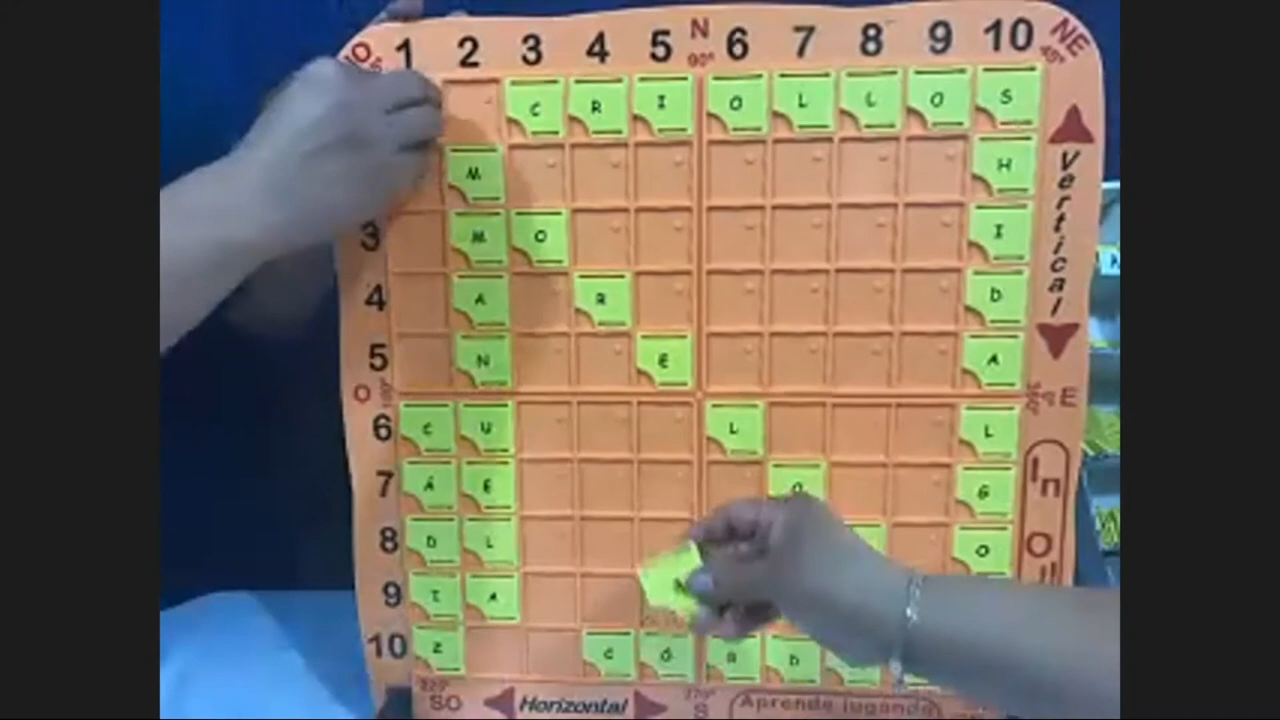 1 2 3 4 5 N 6 7 8 9 10 NE
90° 45°
C R I O L L O S
M H
3 M O I
4 A R D
5 N E A
O E
6 C U L L
7 Á E O G
8 D L O
9 I A
10 Z C Ó D
SO Horizontal S Aprende jugando
Vertical
In